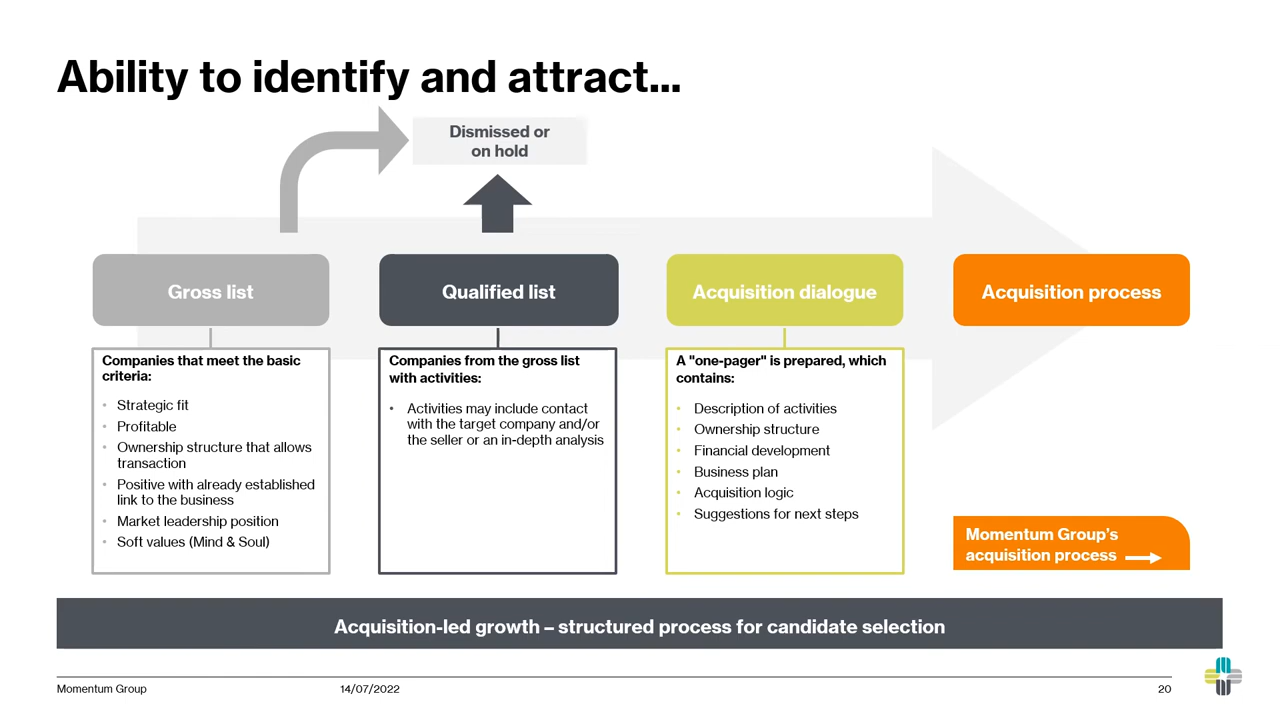 Ability to identify and attract...
Dismissed or
on hold
Gross list
Qualified list
Acquisition dialogue
Acquisition process
Companies that meet the basic
criteria:
• Strategic fit
• Profitable
• Ownership structure that allows
transaction
• Positive with already established
link to the business
• Market leadership position
• Soft values (Mind & Soul)
Companies from the gross list
with activities:
• Activities may include contact
with the target company and/or
the seller or an in-depth analysis
A "one-pager" is prepared, which
contains:
• Description of activities
• Ownership structure
• Financial development
• Business plan
• Acquisition logic
• Suggestions for next steps
Momentum Group’s
acquisition process
Acquisition-led growth – structured process for candidate selection
Momentum Group
14/07/2022
20